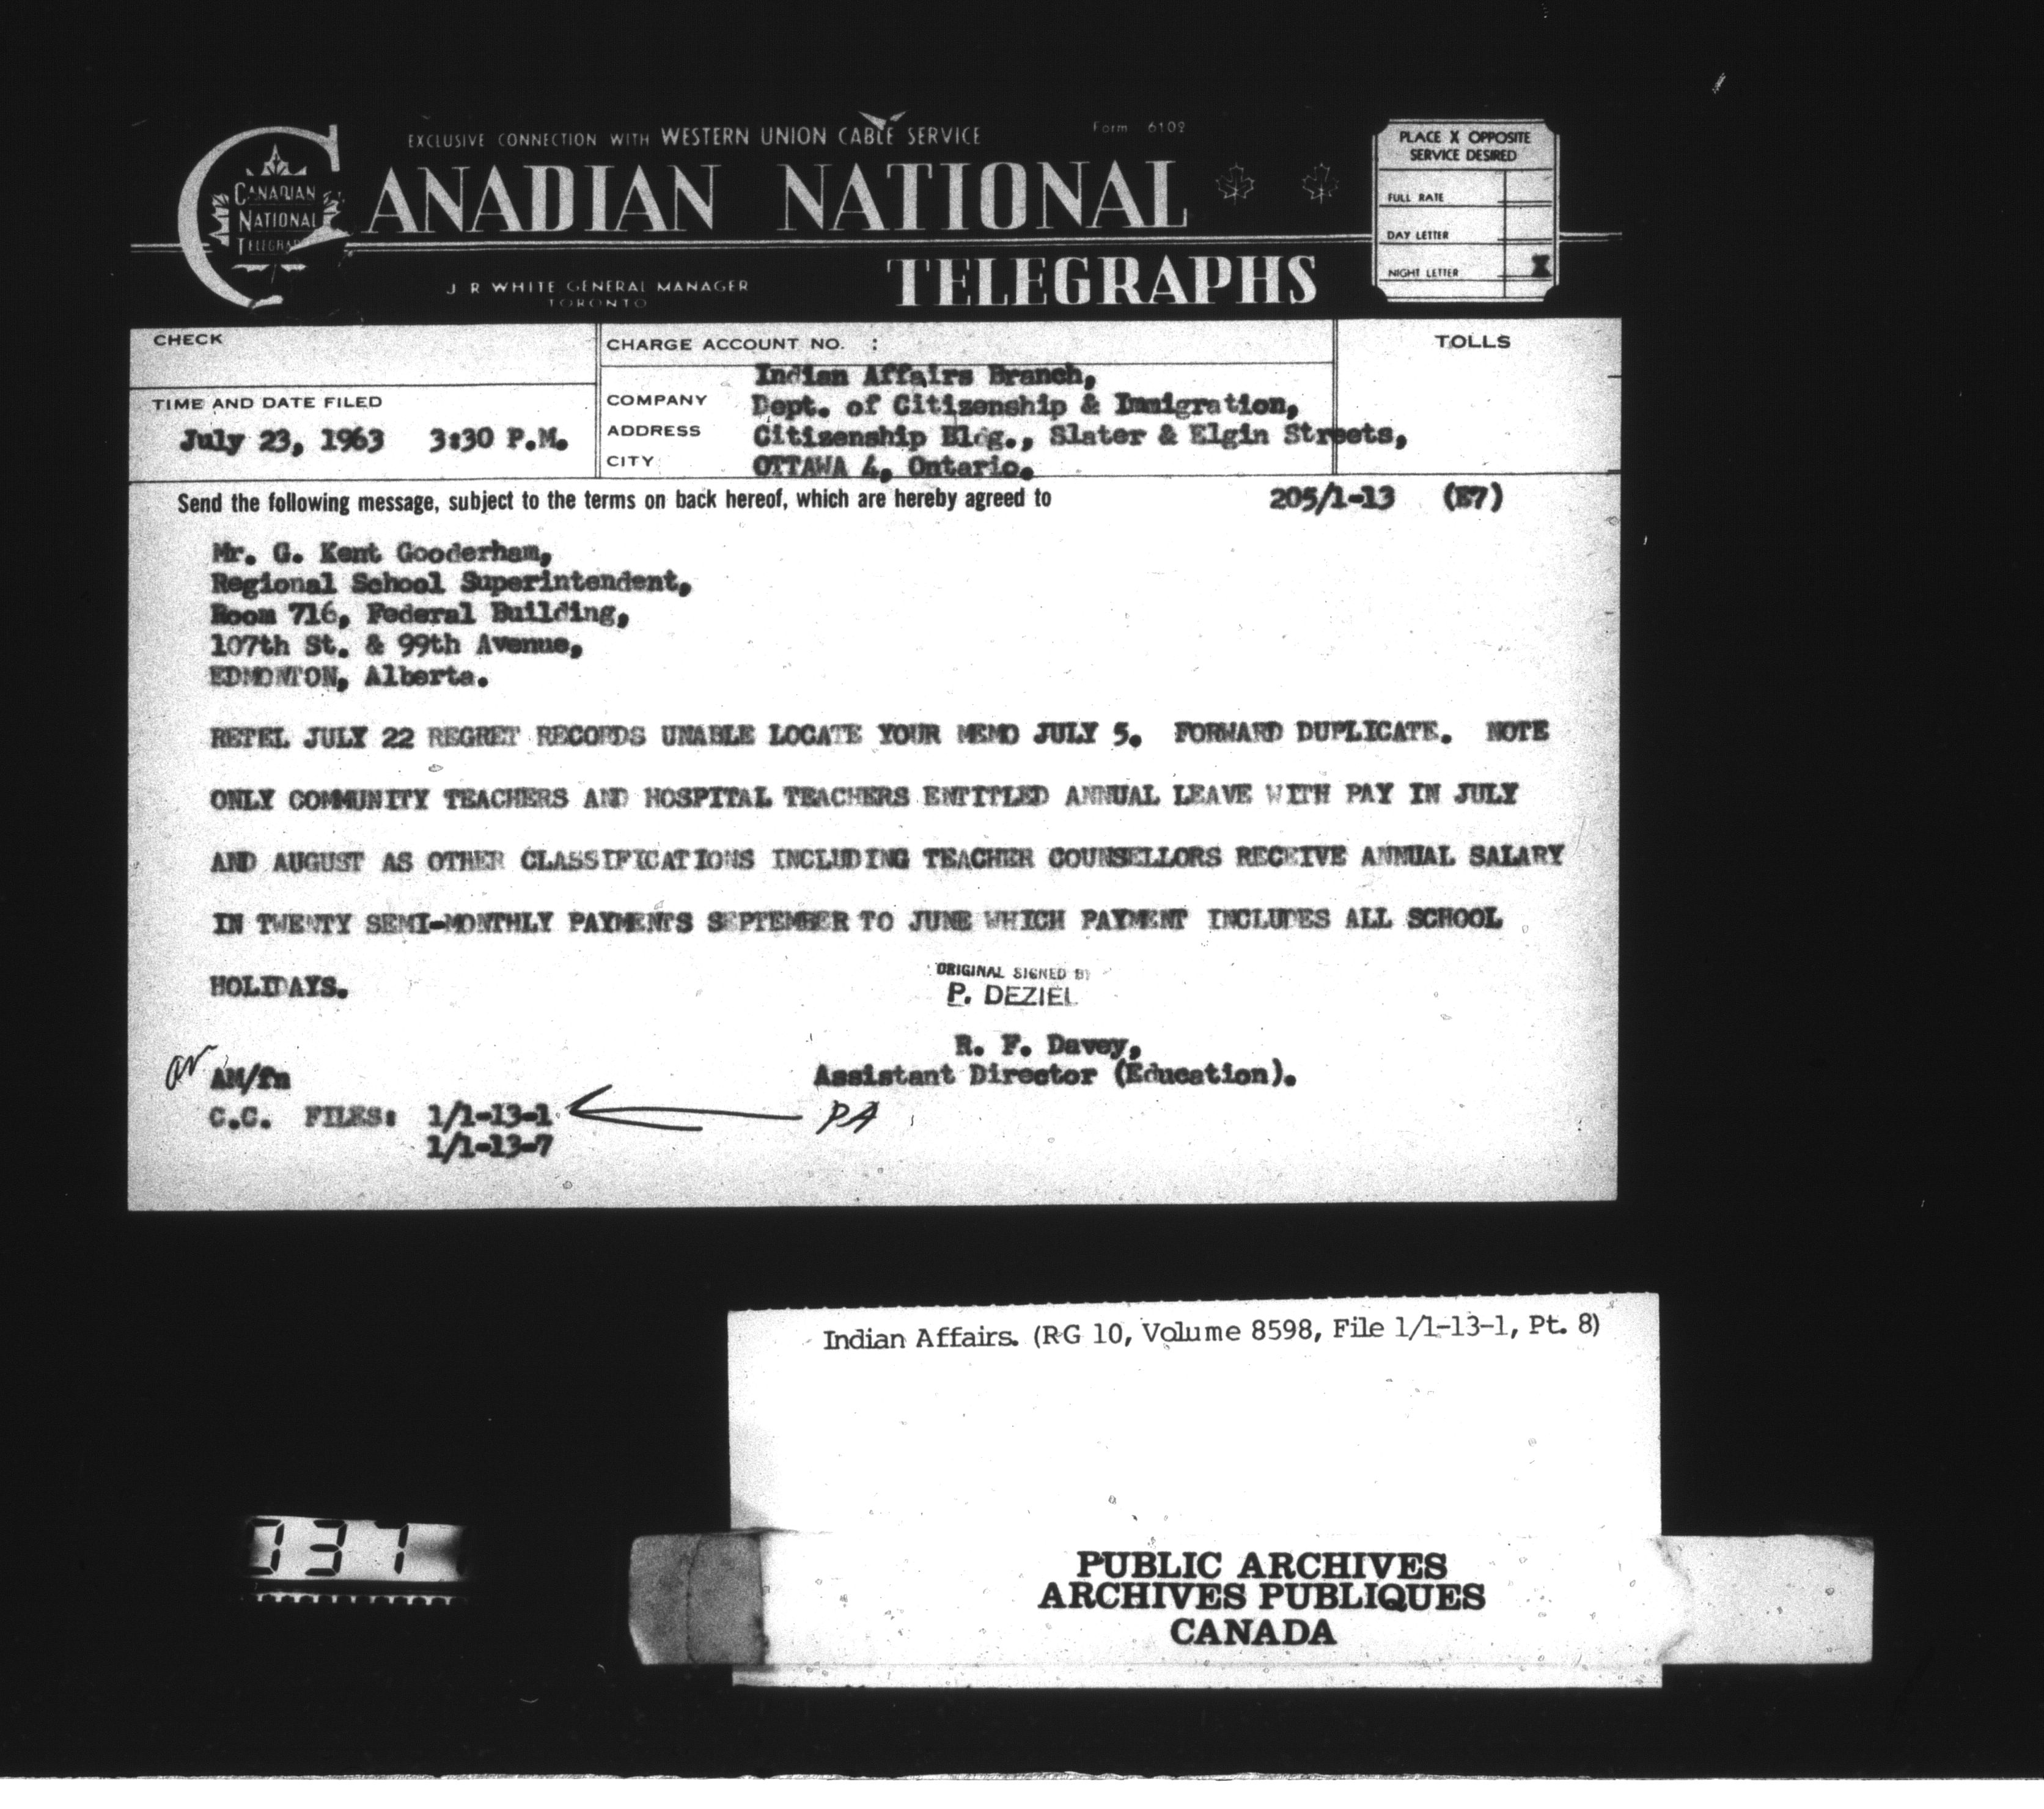 EXCLUSIVE CONNECTION WITH WESTERN UNION CABLE SERVICE
Form 6102
CANADIAN NATIONAL
TELEGRAPHS
CANADIAN
NATIONAL
TELEGRAPHS
J R WHITE GENERAL MANAGER
TORONTO
PLACE X OPPOSITE
SERVICE DESIRED
FULL RATE
DAY LETTER
NIGHT LETTER X
CHECK
CHARGE ACCOUNT NO. :
TOLLS
TIME AND DATE FILED
July 23, 1963 3:30 P.M.
Indian Affairs Branch,
COMPANY Dept. of Citizenship & Immigration,
ADDRESS Citizenship Bldg., Slater & Elgin Streets,
CITY OTTAWA 4, Ontario.
Send the following message, subject to the terms on back hereof, which are hereby agreed to
205/1-13 (E7)
Mr. G. Kent Gooderham,
Regional School Superintendent,
Room 716, Federal Building,
107th St. & 99th Avenue,
EDMONTON, Alberta.
RETEL JULY 22 REGRET RECORDS UNABLE LOCATE YOUR MEMO JULY 5. FORWARD DUPLICATE. NOTE
ONLY COMMUNITY TEACHERS AND HOSPITAL TEACHERS ENTITLED ANNUAL LEAVE WITH PAY IN JULY
AND AUGUST AS OTHER CLASSIFICATIONS INCLUDING TEACHER COUNSELLORS RECEIVE ANNUAL SALARY
IN TWENTY SEMI-MONTHLY PAYMENTS SEPTEMBER TO JUNE WHICH PAYMENT INCLUDES ALL SCHOOL
HOLIDAYS.
ORIGINAL SIGNED BY
P. DEZIEL
R. F. Davey,
Assistant Director (Education).
AM/fn
C.C. FILES: 1/1-13-1 PA
1/1-13-7
Indian Affairs. (RG 10, Volume 8598, File 1/1-13-1, Pt. 8)
PUBLIC ARCHIVES
ARCHIVES PUBLIQUES
CANADA